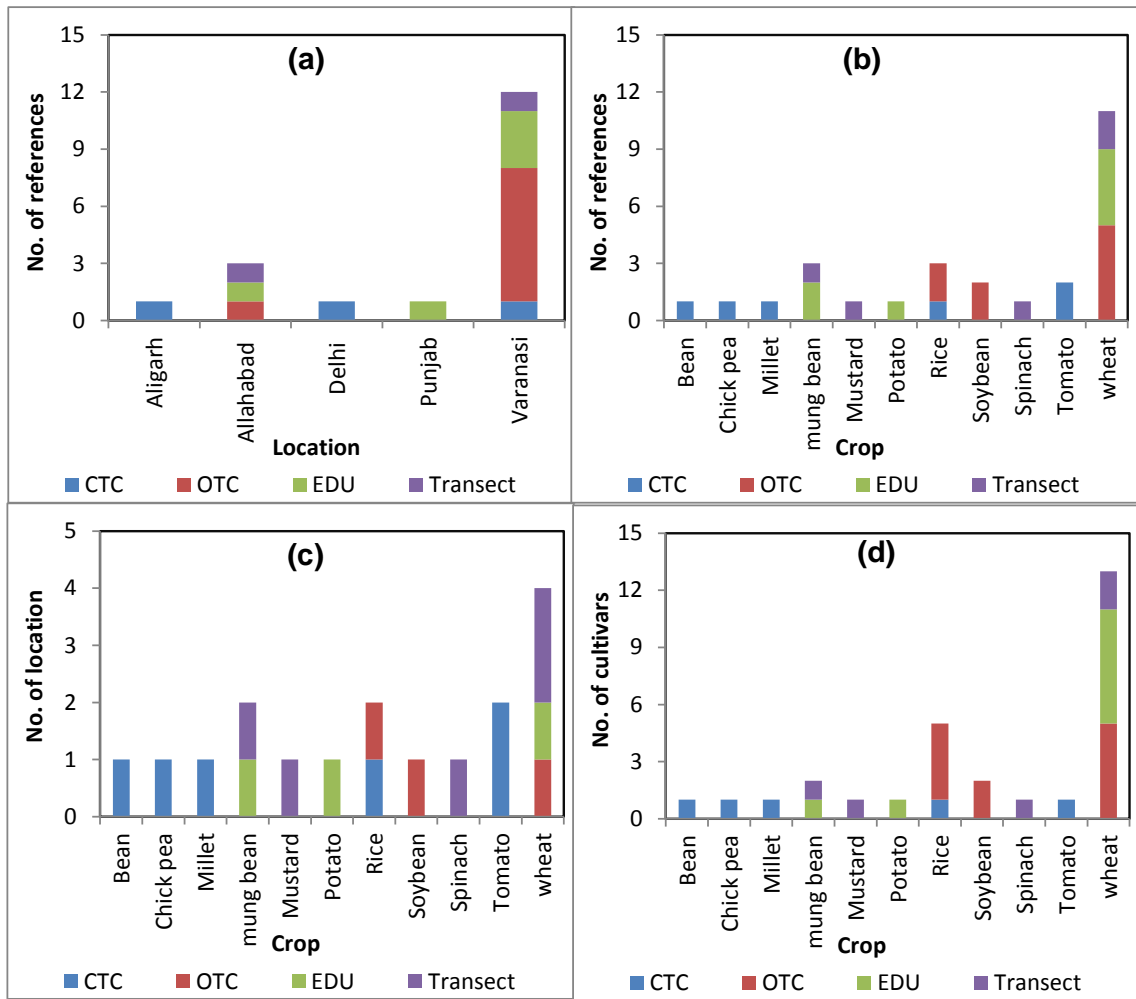 (a)
No. of references
15
12
9
6
3
0
Aligarh
Allahabad
Delhi
Punjab
Varanasi
Location
CTC OTC EDU Transect
(b)
No. of references
15
12
9
6
3
0
Bean
Chick pea
Millet
mung bean
Mustard
Potato
Rice
Soybean
Spinach
Tomato
wheat
Crop
CTC OTC EDU Transect
(c)
No. of location
5
4
3
2
1
0
Bean
Chick pea
Millet
mung bean
Mustard
Potato
Rice
Soybean
Spinach
Tomato
wheat
Crop
CTC OTC EDU Transect
(d)
No. of cultivars
15
12
9
6
3
0
Bean
Chick pea
Millet
mung bean
Mustard
Potato
Rice
Soybean
Spinach
Tomato
wheat
Crop
CTC OTC EDU Transect